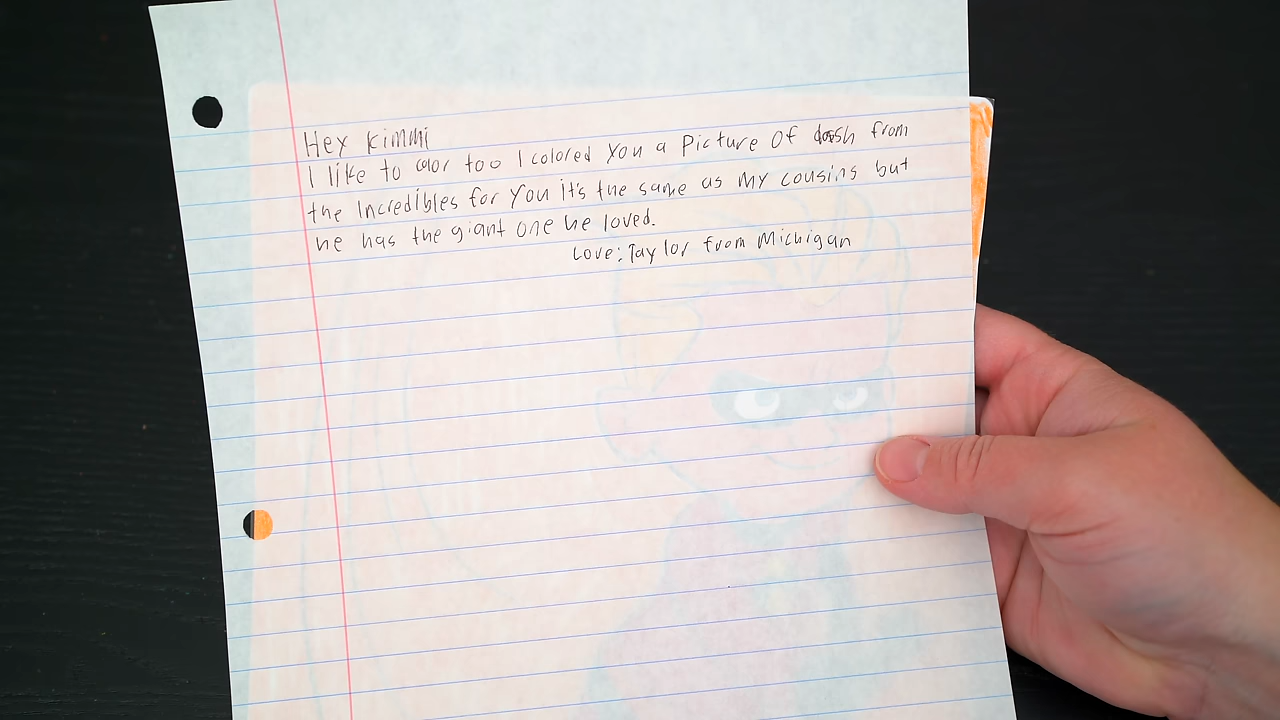 Hey Kimmi
I like to color too I colored you a picture of dash from
the Incredibles for you it's the same as my cousins but
he has the giant one he loved.
Love; Taylor from Michigan